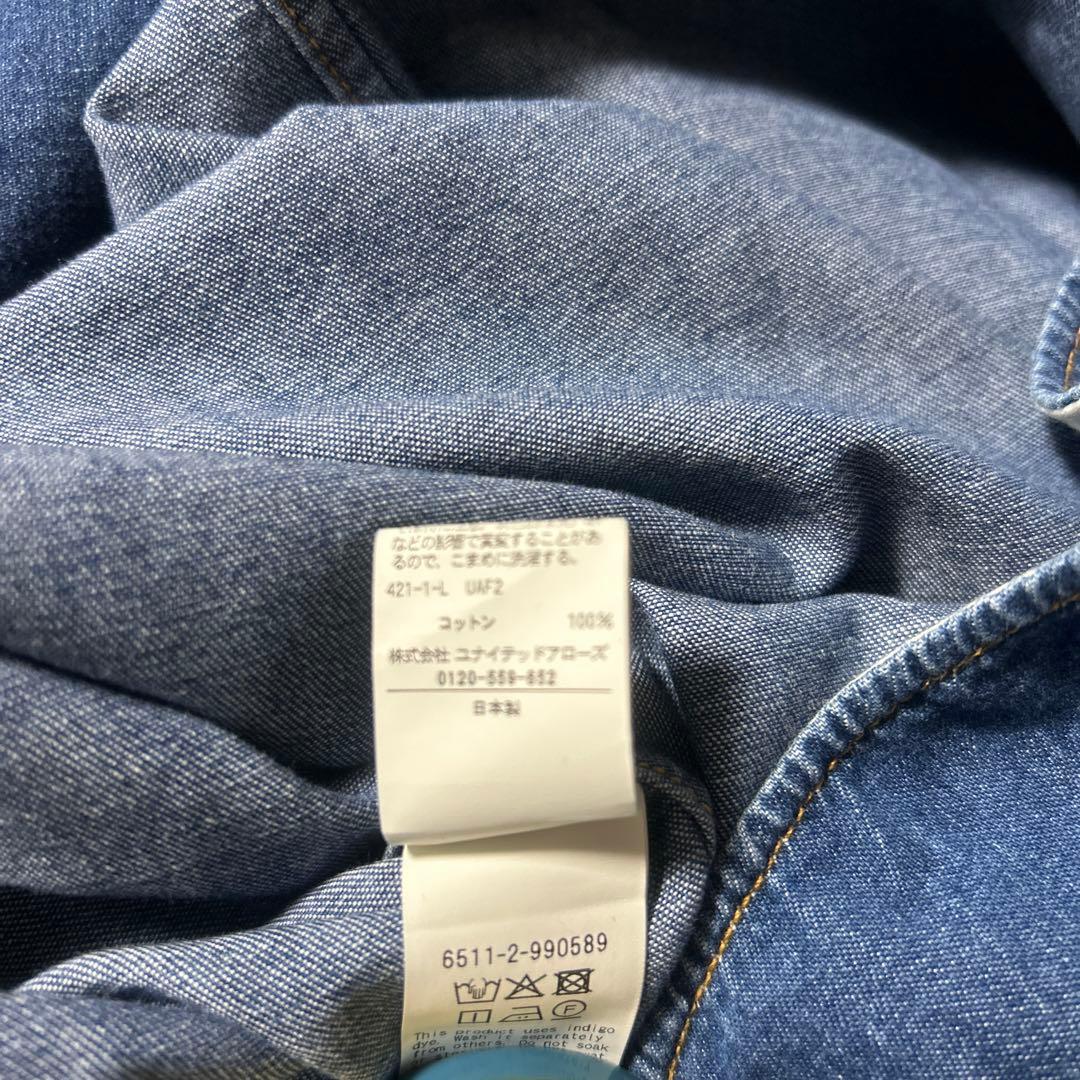 などの影響で実変することがあ
るので、こまめに洗濯する。
421-1-L UAF2
コットン 100%
株式会社 ユナイテッドアローズ
0120-559-652
日本製
6511-2-990589
F
This product uses indigo
dye. Wash it separately
from others. Do not soak